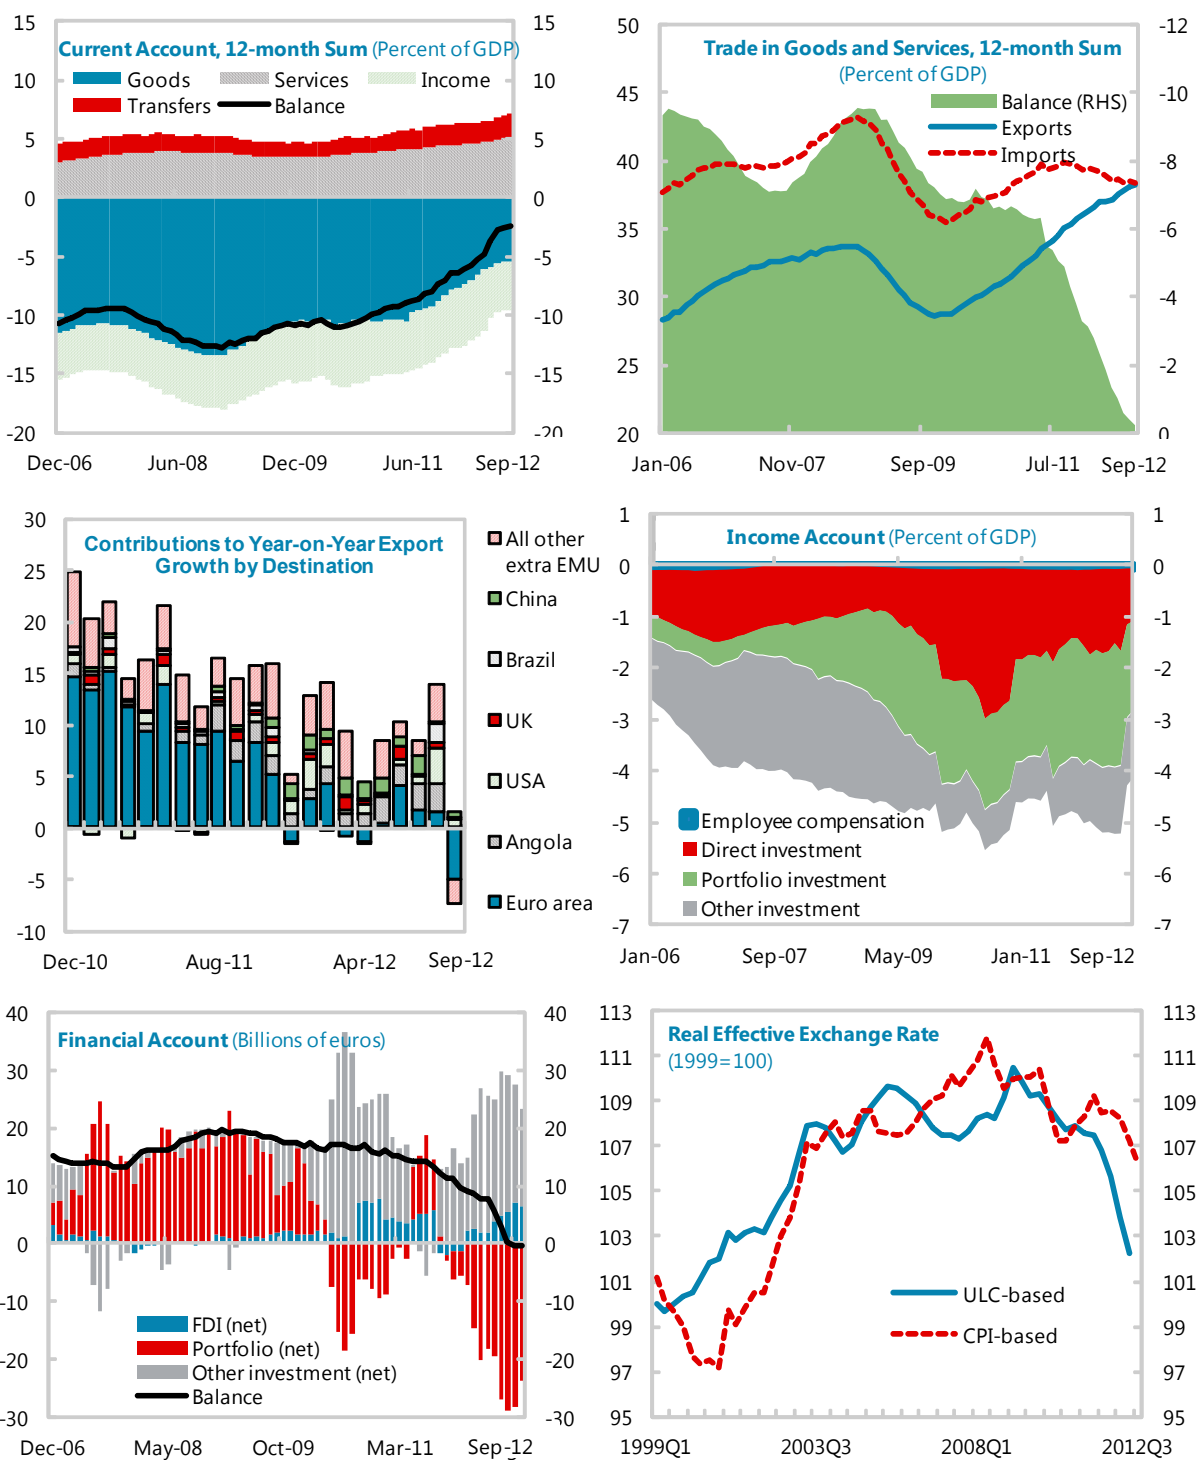 Current Account, 12-month Sum (Percent of GDP)
Goods Services Income
Transfers Balance
15 10 5 0 -5 -10 -15 -20
15 10 5 0 -5 -10 -15 -20
Dec-06 Jun-08 Dec-09 Jun-11 Sep-12
Trade in Goods and Services, 12-month Sum
(Percent of GDP)
Balance (RHS)
Exports
Imports
50 45 40 35 30 25 20
-12 -10 -8 -6 -4 -2 0
Jan-06 Nov-07 Sep-09 Jul-11 Sep-12
Contributions to Year-on-Year Export
Growth by Destination
30 25 20 15 10 5 0 -5 -10
All other
extra EMU
China
Brazil
UK
USA
Angola
Euro area
Dec-10 Aug-11 Apr-12 Sep-12
Income Account (Percent of GDP)
1 0 -1 -2 -3 -4 -5 -6 -7
1 0 -1 -2 -3 -4 -5 -6 -7
Employee compensation
Direct investment
Portfolio investment
Other investment
Jan-06 Sep-07 May-09 Jan-11 Sep-12
Financial Account (Billions of euros)
40 30 20 10 0 -10 -20 -30
40 30 20 10 0 -10 -20 -30
FDI (net)
Portfolio (net)
Other investment (net)
Balance
Dec-06 May-08 Oct-09 Mar-11 Sep-12
Real Effective Exchange Rate
(1999=100)
113 111 109 107 105 103 101 99 97 95
113 111 109 107 105 103 101 99 97 95
ULC-based
CPI-based
1999Q1 2003Q3 2008Q1 2012Q3